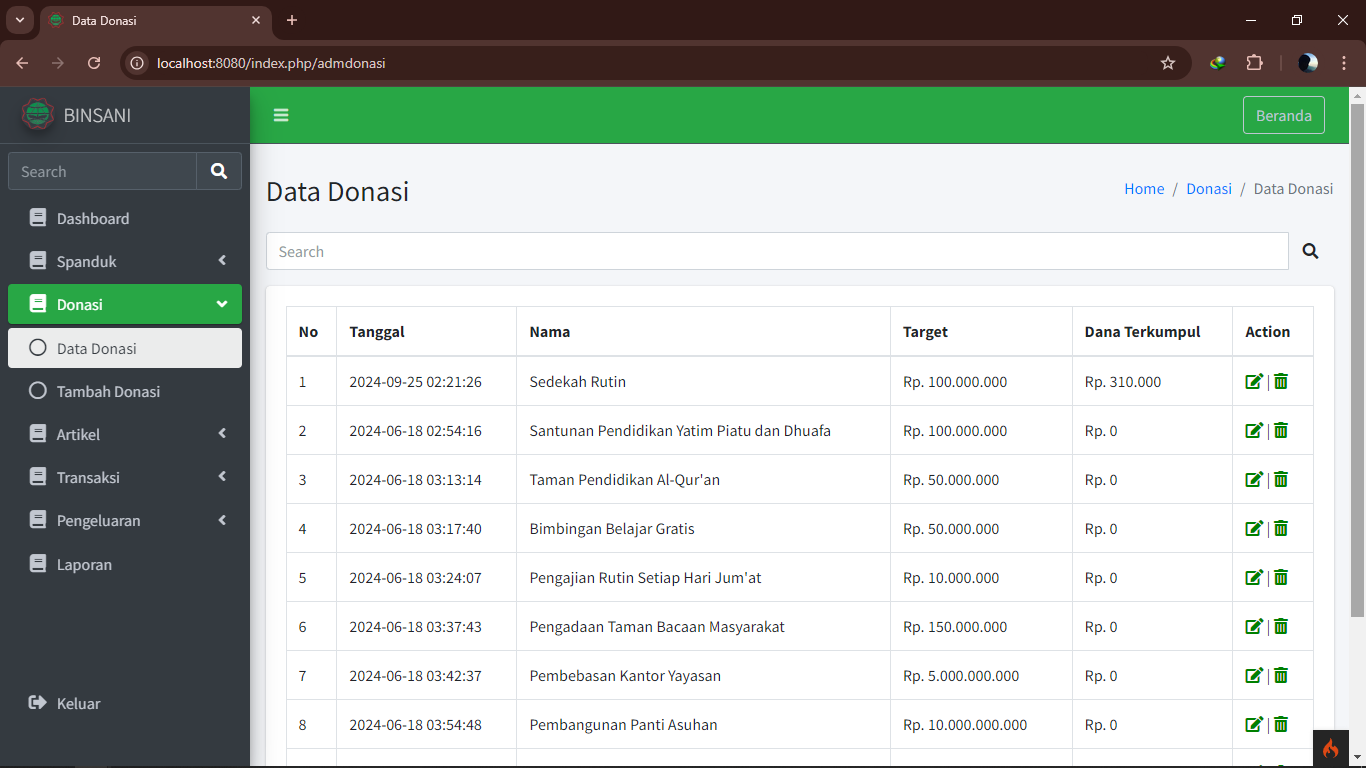 Data Donasi
localhost:8080/index.php/admdonasi
BINSANI
Beranda
Search
Dashboard
Spanduk
Donasi
Data Donasi
Tambah Donasi
Artikel
Transaksi
Pengeluaran
Laporan
Keluar
Data Donasi
Home / Donasi / Data Donasi
Search
No Tanggal Nama Target Dana Terkumpul Action
1 2024-09-25 02:21:26 Sedekah Rutin Rp. 100.000.000 Rp. 310.000 |
2 2024-06-18 02:54:16 Santunan Pendidikan Yatim Piatu dan Dhuafa Rp. 100.000.000 Rp. 0 |
3 2024-06-18 03:13:14 Taman Pendidikan Al-Qur'an Rp. 50.000.000 Rp. 0 |
4 2024-06-18 03:17:40 Bimbingan Belajar Gratis Rp. 50.000.000 Rp. 0 |
5 2024-06-18 03:24:07 Pengajian Rutin Setiap Hari Jum'at Rp. 10.000.000 Rp. 0 |
6 2024-06-18 03:37:43 Pengadaan Taman Bacaan Masyarakat Rp. 150.000.000 Rp. 0 |
7 2024-06-18 03:42:37 Pembebasan Kantor Yayasan Rp. 5.000.000.000 Rp. 0 |
8 2024-06-18 03:54:48 Pembangunan Panti Asuhan Rp. 10.000.000.000 Rp. 0 |